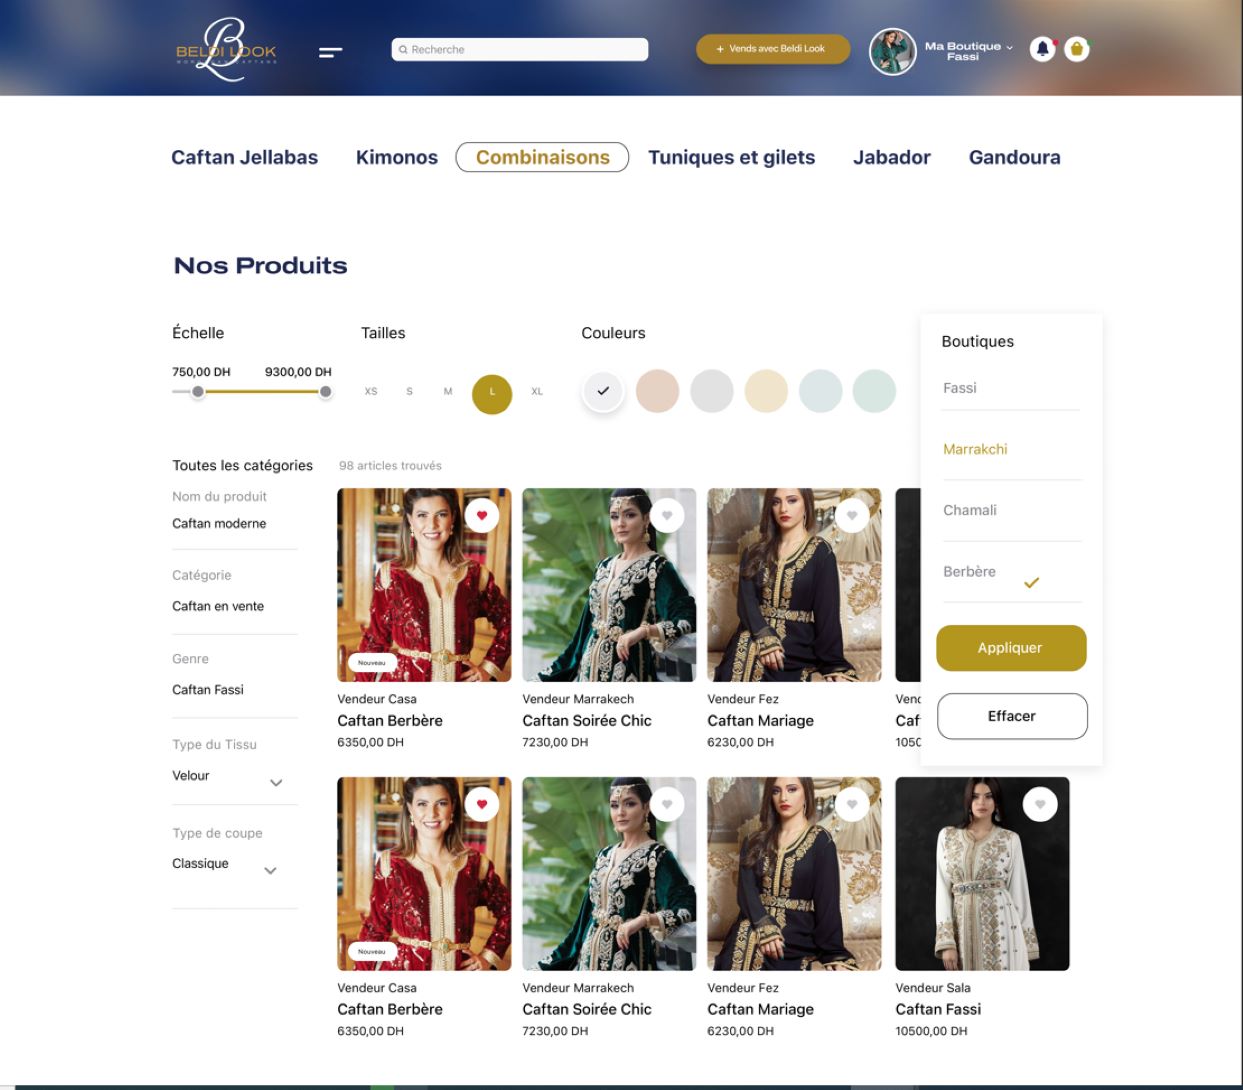 BELDI LOOK
Recherche
+ Vends avec Beldi Look
Ma Boutique
Fassi
Caftan Jellabas
Kimonos
Combinaisons
Tuniques et gilets
Jabador
Gandoura
Nos Produits
Échelle
750,00 DH
9300,00 DH
Tailles
XS
S
M
L
XL
Couleurs
Boutiques
Fassi
Marrakchi
Chamali
Berbère
Appliquer
Effacer
Toutes les catégories
Nom du produit
Caftan moderne
Catégorie
Caftan en vente
Genre
Caftan Fassi
Type du Tissu
Velour
Type de coupe
Classique
98 articles trouvés
Nouveau
Vendeur Casa
Caftan Berbère
6350,00 DH
Vendeur Marrakech
Caftan Soirée Chic
7230,00 DH
Vendeur Fez
Caftan Mariage
6230,00 DH
Venc
Caf
1050
Nouveau
Vendeur Casa
Caftan Berbère
6350,00 DH
Vendeur Marrakech
Caftan Soirée Chic
7230,00 DH
Vendeur Fez
Caftan Mariage
6230,00 DH
Vendeur Sala
Caftan Fassi
10500,00 DH